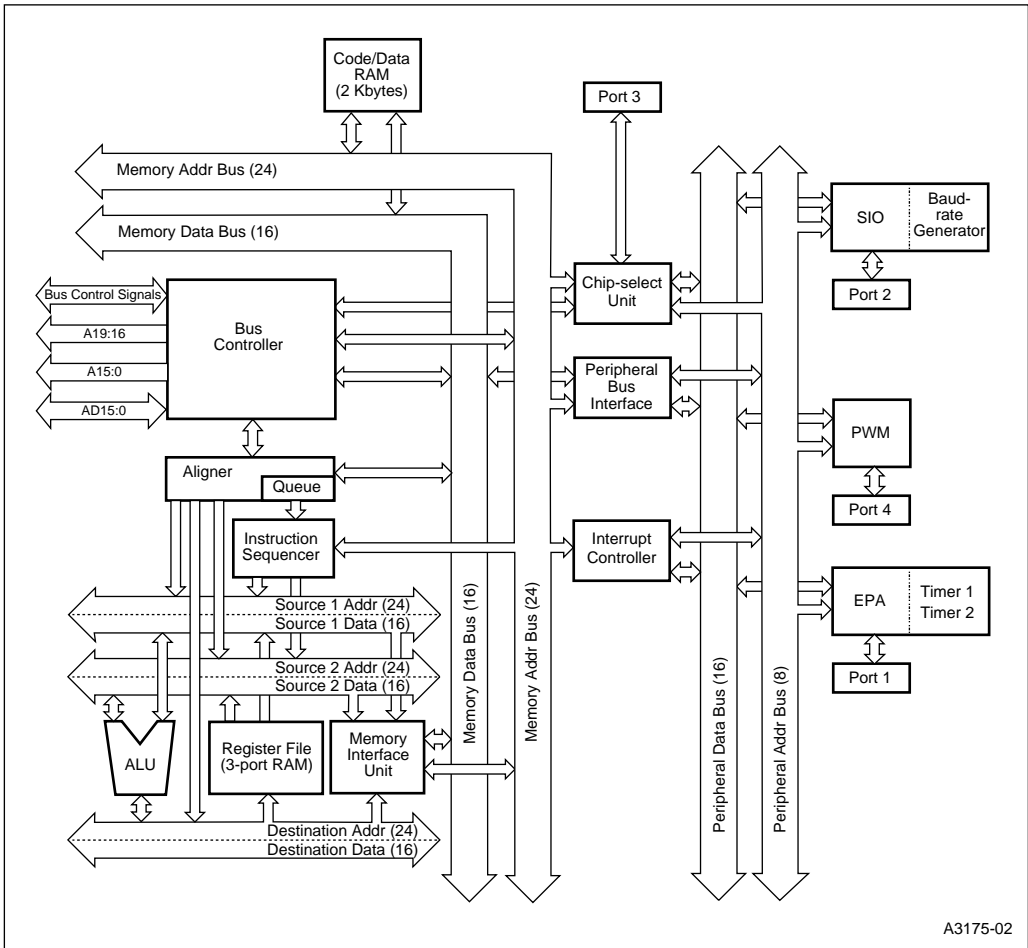 Code/Data
RAM
(2 Kbytes)
Port 3
Memory Addr Bus (24)
Memory Data Bus (16)
SIO
Baud-
rate
Generator
Port 2
Chip-select
Unit
Bus Control Signals
A19:16
A15:0
AD15:0
Bus
Controller
Peripheral
Bus
Interface
PWM
Port 4
Aligner
Queue
Instruction
Sequencer
Interrupt
Controller
EPA
Timer 1
Timer 2
Port 1
Source 1 Addr (24)
Source 1 Data (16)
Source 2 Addr (24)
Source 2 Data (16)
Memory Data Bus (16)
Memory Addr Bus (24)
Peripheral Data Bus (16)
Peripheral Addr Bus (8)
ALU
Register File
(3-port RAM)
Memory
Interface
Unit
Destination Addr (24)
Destination Data (16)
A3175-02